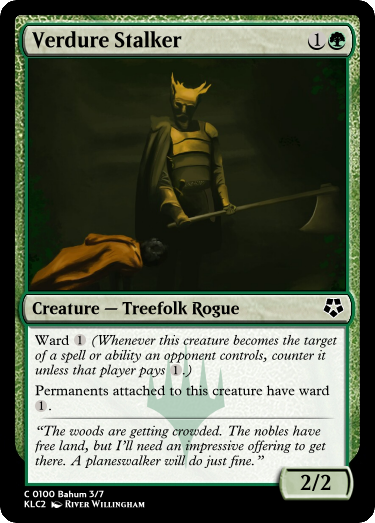 Verdure Stalker 1
Creature — Treefolk Rogue
Ward 1 (Whenever this creature becomes the target
of a spell or ability an opponent controls, counter it
unless that player pays 1.)
Permanents attached to this creature have ward
1.
“The woods are getting crowded. The nobles have
free land, but I’ll need an impressive offering to get
there. A planeswalker will do just fine.”
2/2
C 0100 Bahum 3/7
KLC2 River Willingham